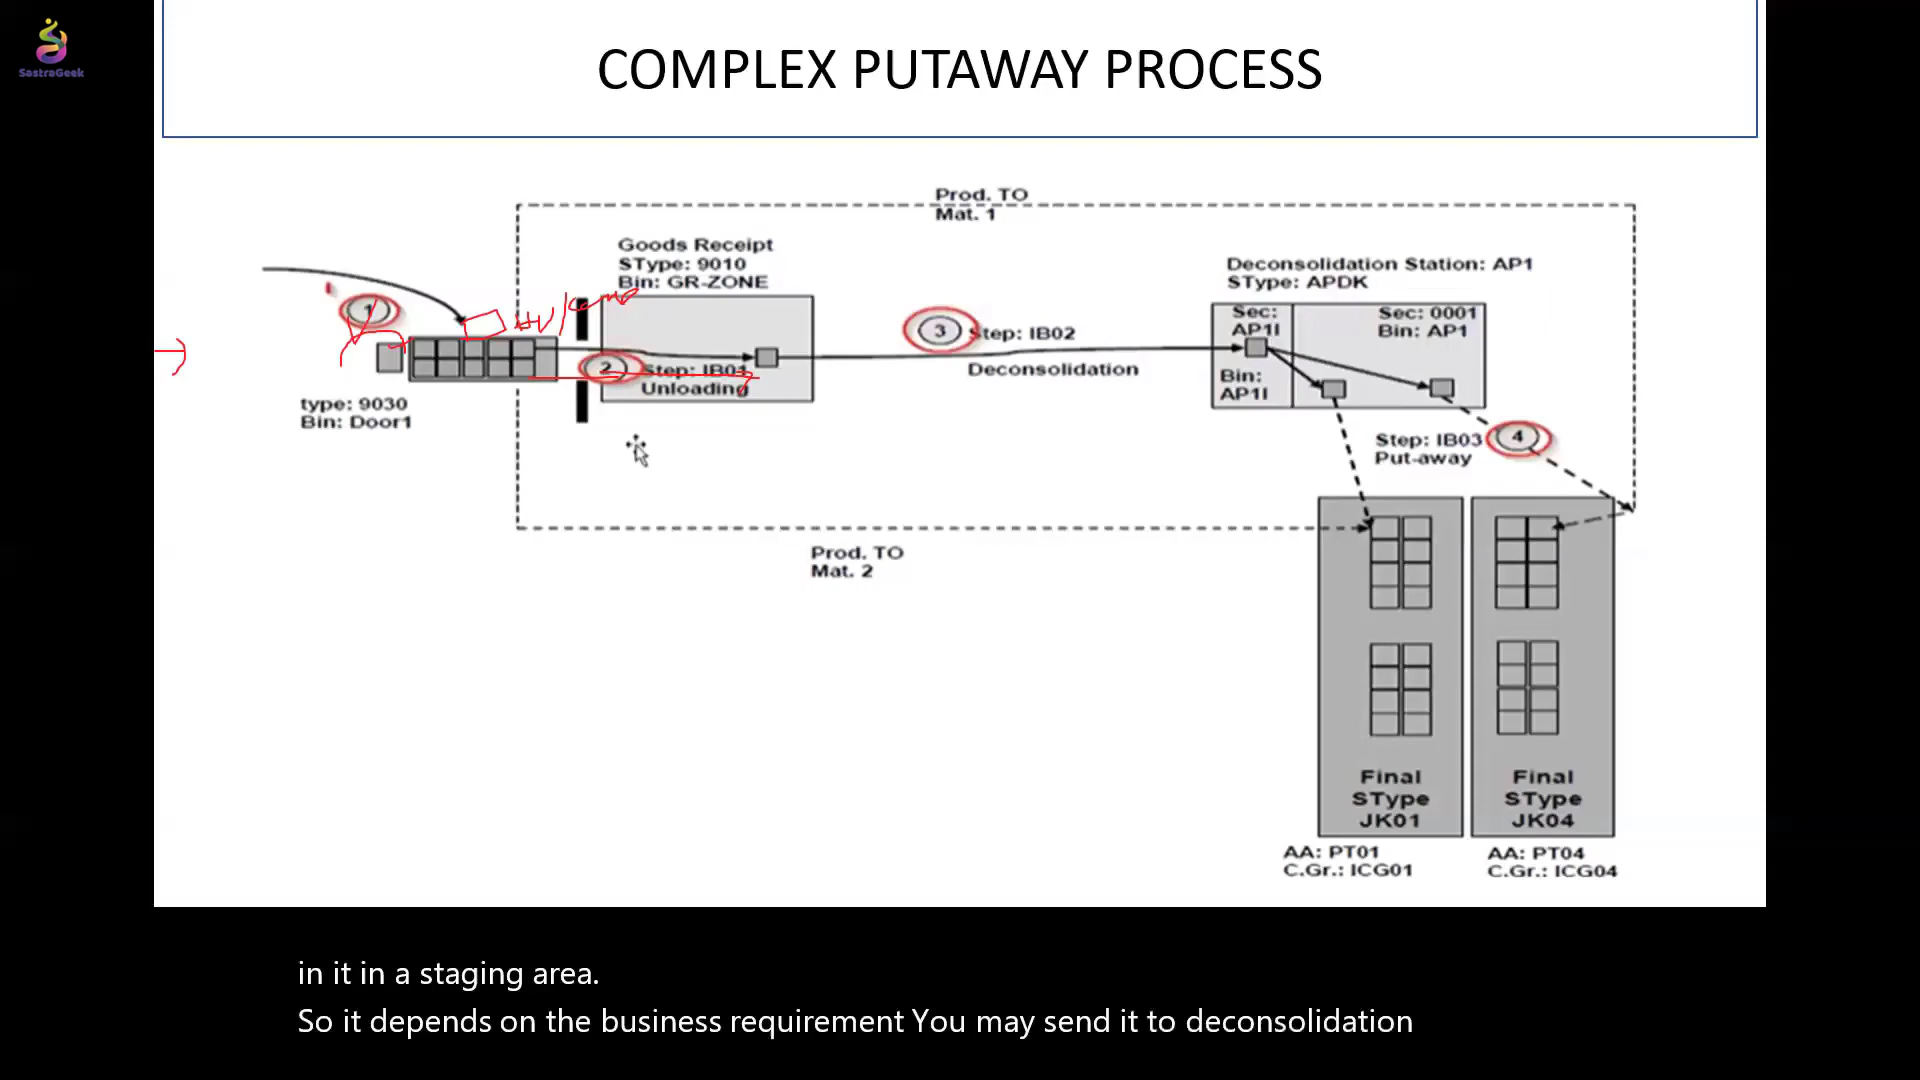 SastraGeek
COMPLEX PUTAWAY PROCESS
Prod. TO
Mat. 1
Goods Receipt
SType: 9010
Bin: GR-ZONE
Deconsolidation Station: AP1
SType: APDK
1
type: 9030
Bin: Door1
2
Step: IB01
Unloading
3
Step: IB02
Deconsolidation
Sec:
AP1I
Bin:
AP1I
Sec: 0001
Bin: AP1
Step: IB03
Put-away
4
Prod. TO
Mat. 2
Final
SType
JK01
Final
SType
JK04
AA: PT01
C.Gr.: ICG01
AA: PT04
C.Gr.: ICG04
in it in a staging area.
So it depends on the business requirement You may send it to deconsolidation